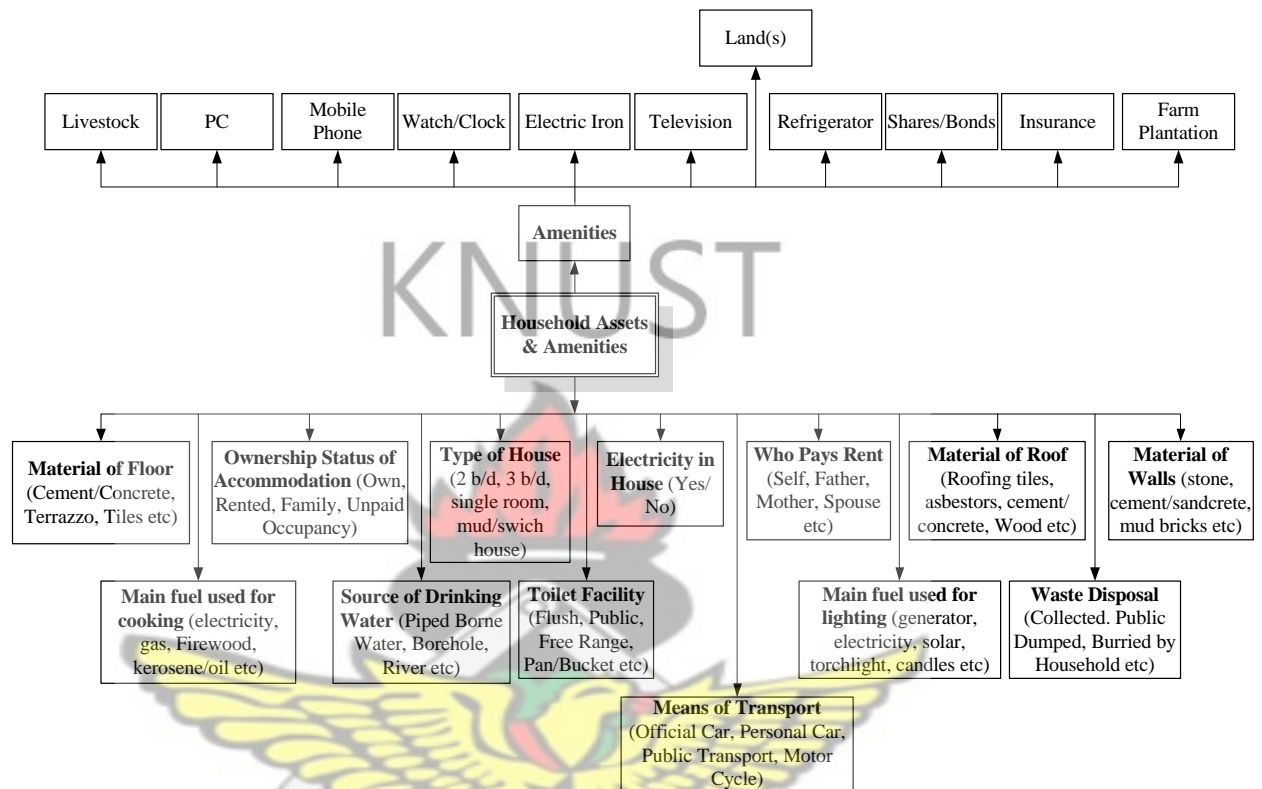 Land(s)
Livestock
PC
Mobile
Phone
Watch/Clock
Electric Iron
Television
Refrigerator
Shares/Bonds
Insurance
Farm
Plantation
Amenities
KNUST
Household Assets
& Amenities
Material of Floor
(Cement/Concrete,
Terrazzo, Tiles etc)
Ownership Status of
Accommodation (Own,
Rented, Family, Unpaid
Occupancy)
Type of House
(2 b/d, 3 b/d,
single room,
mud/swich
house)
Electricity in
House (Yes/
No)
Who Pays Rent
(Self, Father,
Mother, Spouse
etc)
Material of Roof
(Roofing tiles,
asbestors, cement/
concrete, Wood etc)
Material of
Walls (stone,
cement/sandcrete,
mud bricks etc)
Main fuel used for
cooking (electricity,
gas, Firewood,
kerosene/oil etc)
Source of Drinking
Water (Piped Borne
Water, Borehole,
River etc)
Toilet Facility
(Flush, Public,
Free Range,
Pan/Bucket etc)
Main fuel used for
lighting (generator,
electricity, solar,
torchlight, candles etc)
Waste Disposal
(Collected. Public
Dumped, Burried by
Household etc)
Means of Transport
(Official Car, Personal Car,
Public Transport, Motor
Cycle)